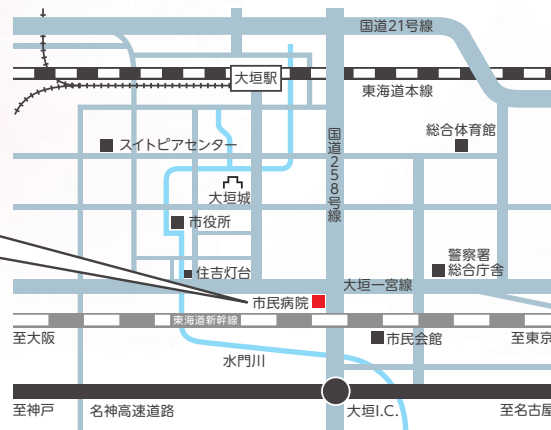 国道21号線
大垣駅
東海道本線
総合体育館
スイトピアセンター
国道258号線
大垣城
市役所
警察署
総合庁舎
住吉灯台
大垣一宮線
市民病院
東海道新幹線
至大阪
市民会館
至東京
水門川
至神戸
名神高速道路
大垣I.C.
至名古屋